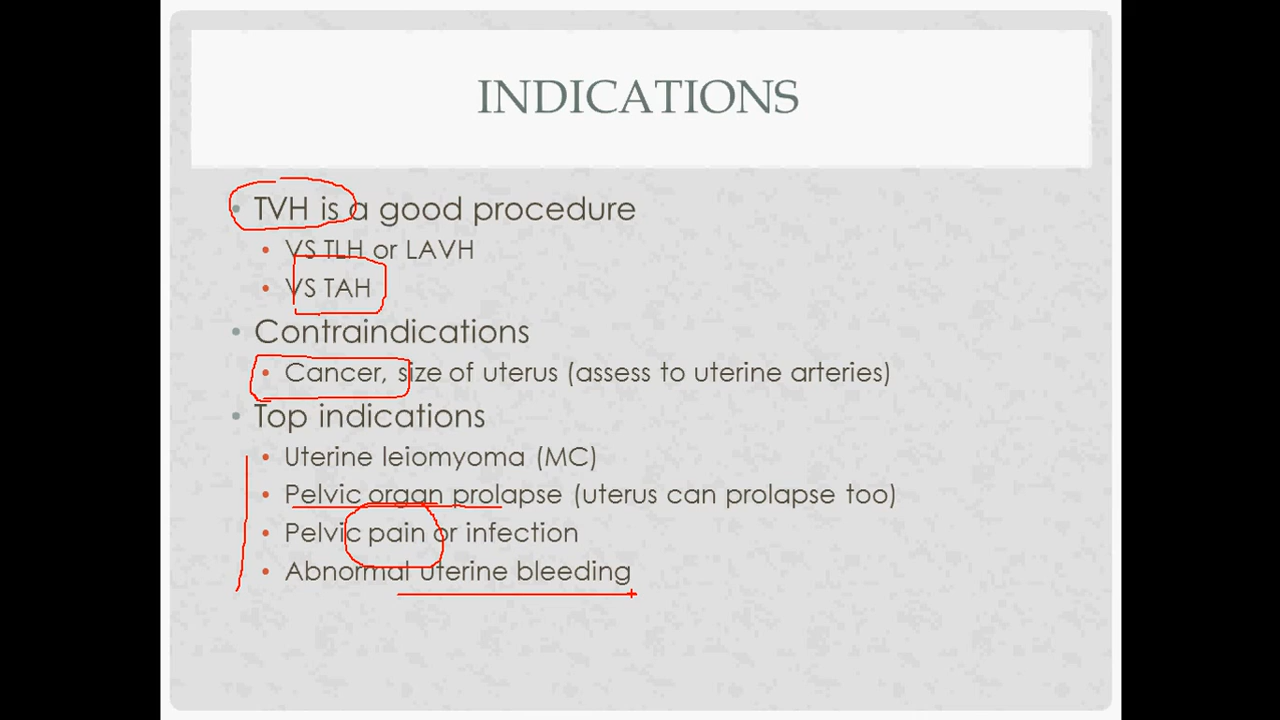 INDICATIONS
• TVH is a good procedure
• VS TLH or LAVH
• VS TAH
• Contraindications
• Cancer, size of uterus (assess to uterine arteries)
• Top indications
• Uterine leiomyoma (MC)
• Pelvic organ prolapse (uterus can prolapse too)
• Pelvic pain or infection
• Abnormal uterine bleeding